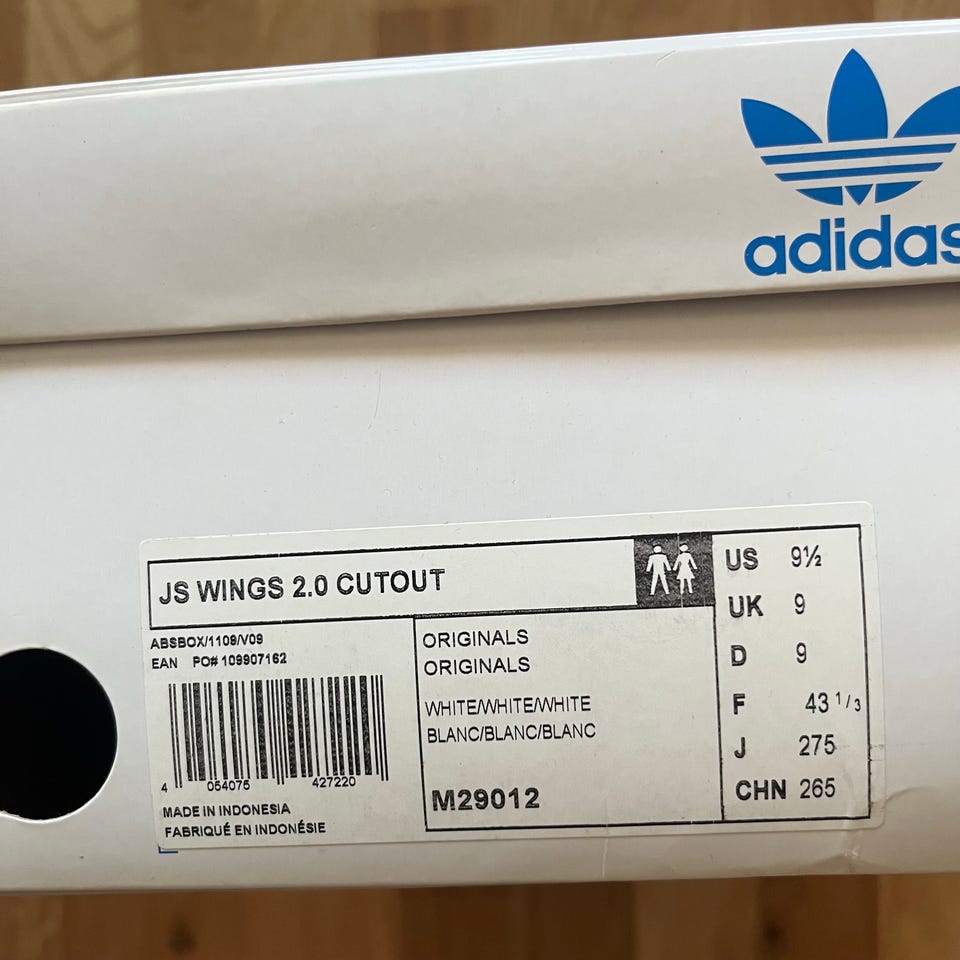 adidas
JS WINGS 2.0 CUTOUT
ABSBOX/1109/V09
EAN PO# 109907162
4 054075 427220
MADE IN INDONESIA
FABRIQUÉ EN INDONÉSIE
ORIGINALS
ORIGINALS
WHITE/WHITE/WHITE
BLANC/BLANC/BLANC
M29012
US 9½
UK 9
D 9
F 43 1/3
J 275
CHN 265